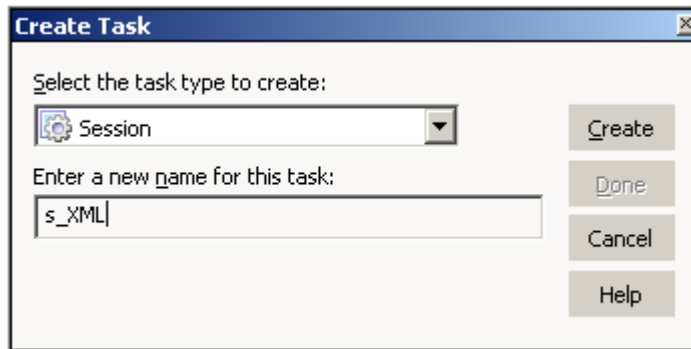 Create Task
Select the task type to create:
Session
Create
Enter a new name for this task:
Done
s_XML
Cancel
Help